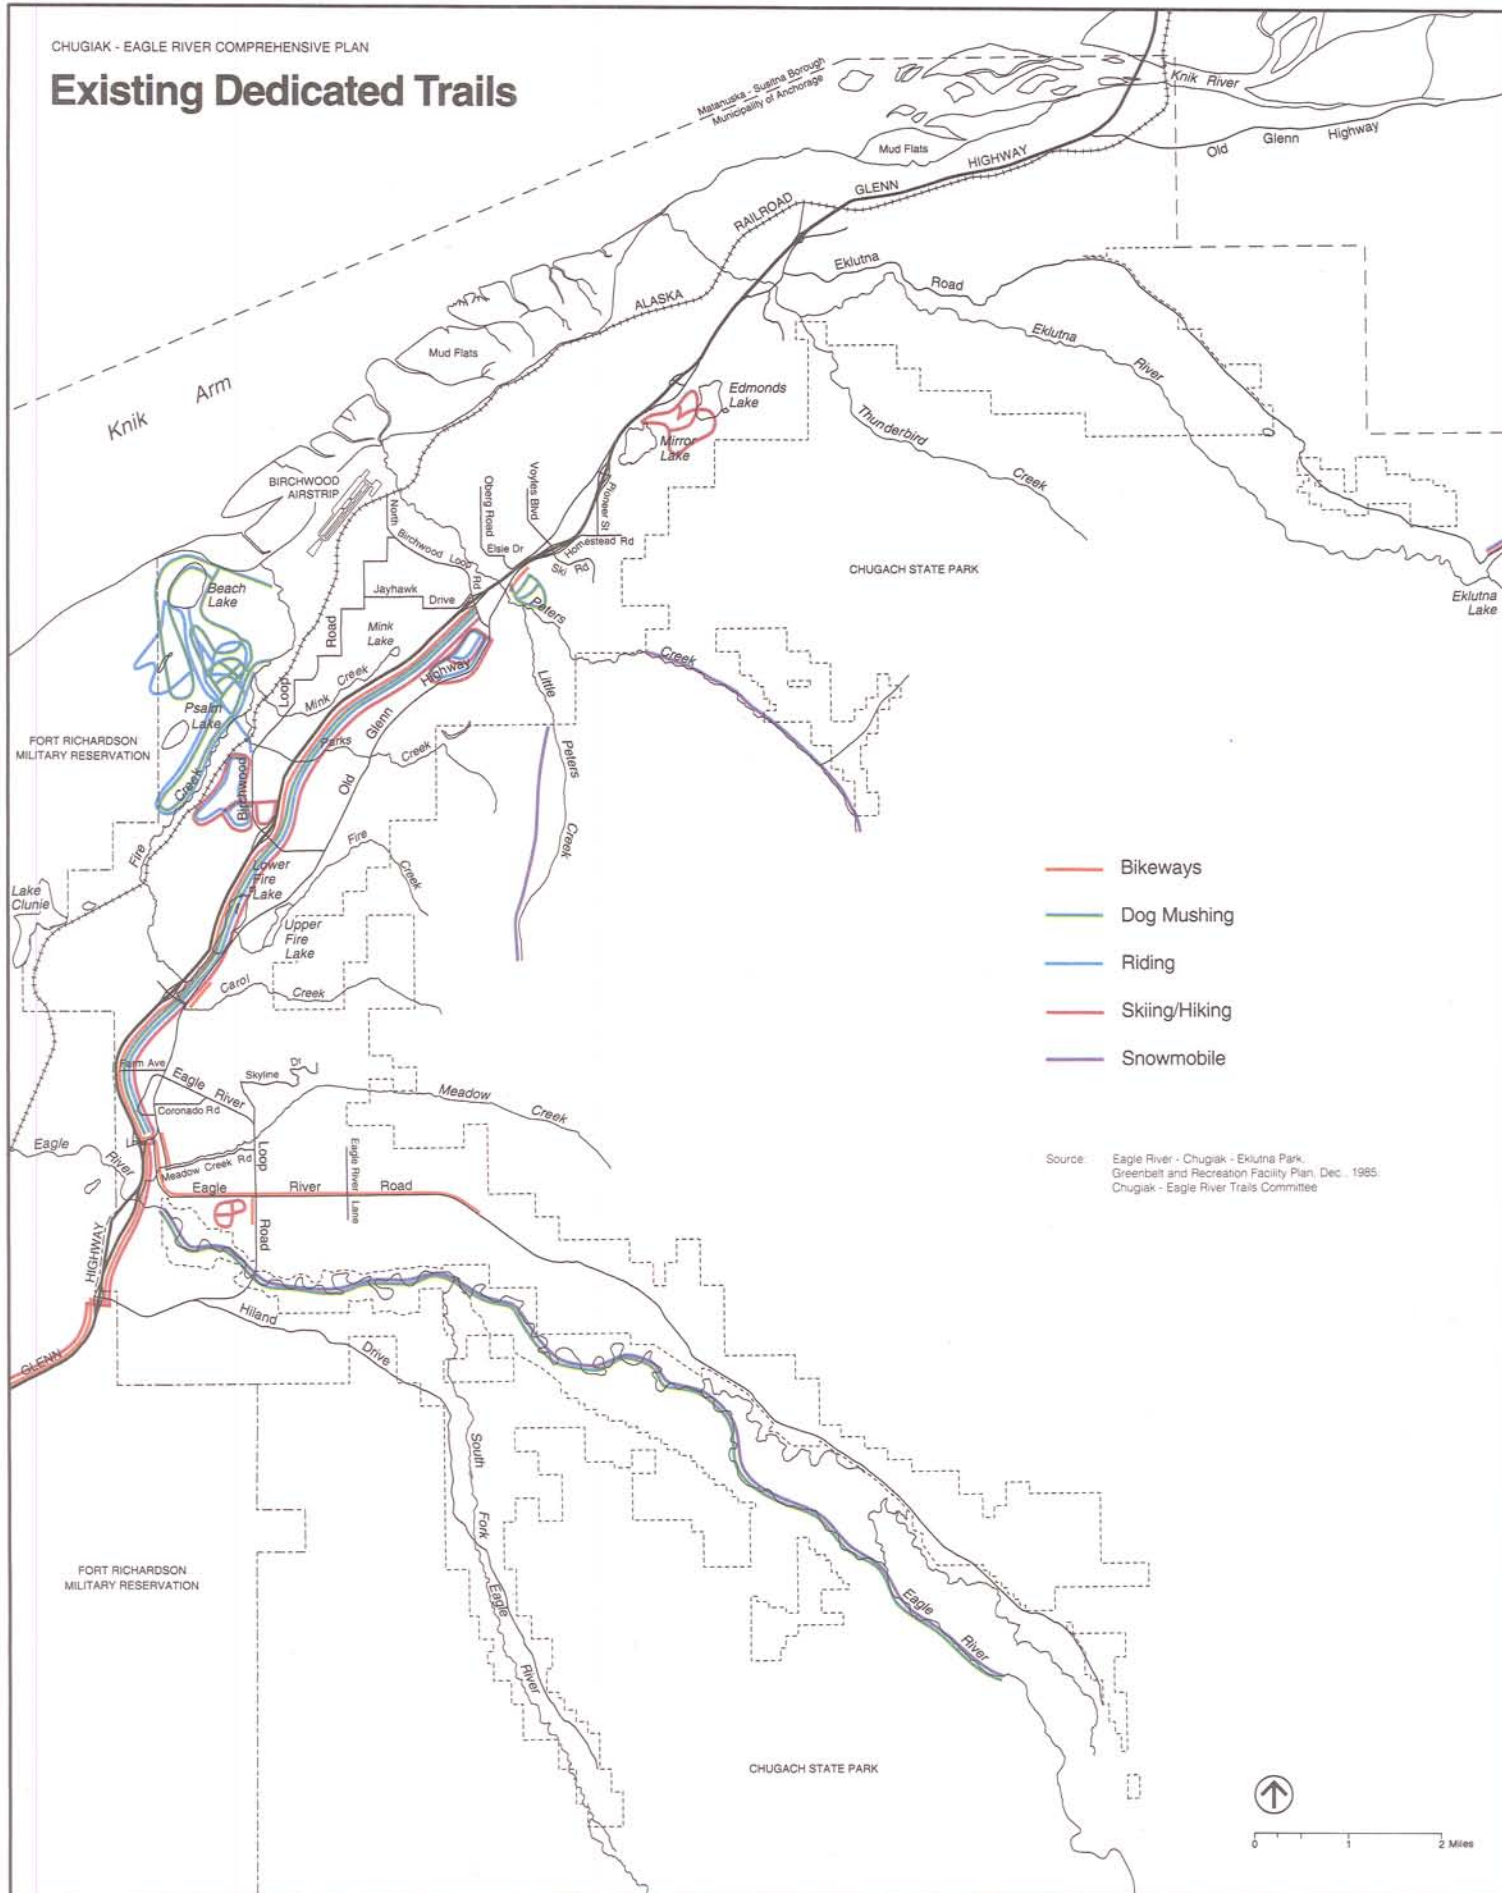 CHUGIAK - EAGLE RIVER COMPREHENSIVE PLAN
Existing Dedicated Trails
Matanuska - Susitna Borough
Municipality of Anchorage
Knik River
Old Glenn Highway
Mud Flats
GLENN HIGHWAY
ALASKA RAILROAD
Eklutna Road
Eklutna River
Mud Flats
Knik Arm
Edmonds
Lake
Mirror
Lake
Thunderbird Creek
BIRCHWOOD
AIRSTRIP
North Birchwood Loop Rd
Oberg Road
Voyles Blvd
Pioneer St
Elsie Dr
Homestead Rd
Ski Rd
CHUGACH STATE PARK
Eklutna
Lake
Beach
Lake
Jayhawk Drive
Peters Creek
Mink
Lake
Loop Road
Mink Creek
Old Glenn Highway
Little Peters Creek
Psalm
Lake
FORT RICHARDSON
MILITARY RESERVATION
Parks Creek
Birchwood
Fire Creek
Fire Creek
Lower
Fire
Lake
Lake
Clunie
Upper
Fire
Lake
Carol Creek
Bikeways
Dog Mushing
Riding
Skiing/Hiking
Snowmobile
Farm Ave
Eagle River Loop Road
Skyline Dr
Coronado Rd
Meadow Creek
Eagle River
Meadow Creek Rd
Eagle River Lane
Eagle River Road
Source: Eagle River - Chugiak - Eklutna Park,
Greenbelt and Recreation Facility Plan, Dec., 1985.
Chugiak - Eagle River Trails Committee
GLENN HIGHWAY
Hiland Drive
South Fork Eagle River
FORT RICHARDSON
MILITARY RESERVATION
Eagle River
CHUGACH STATE PARK
0 1 2 Miles